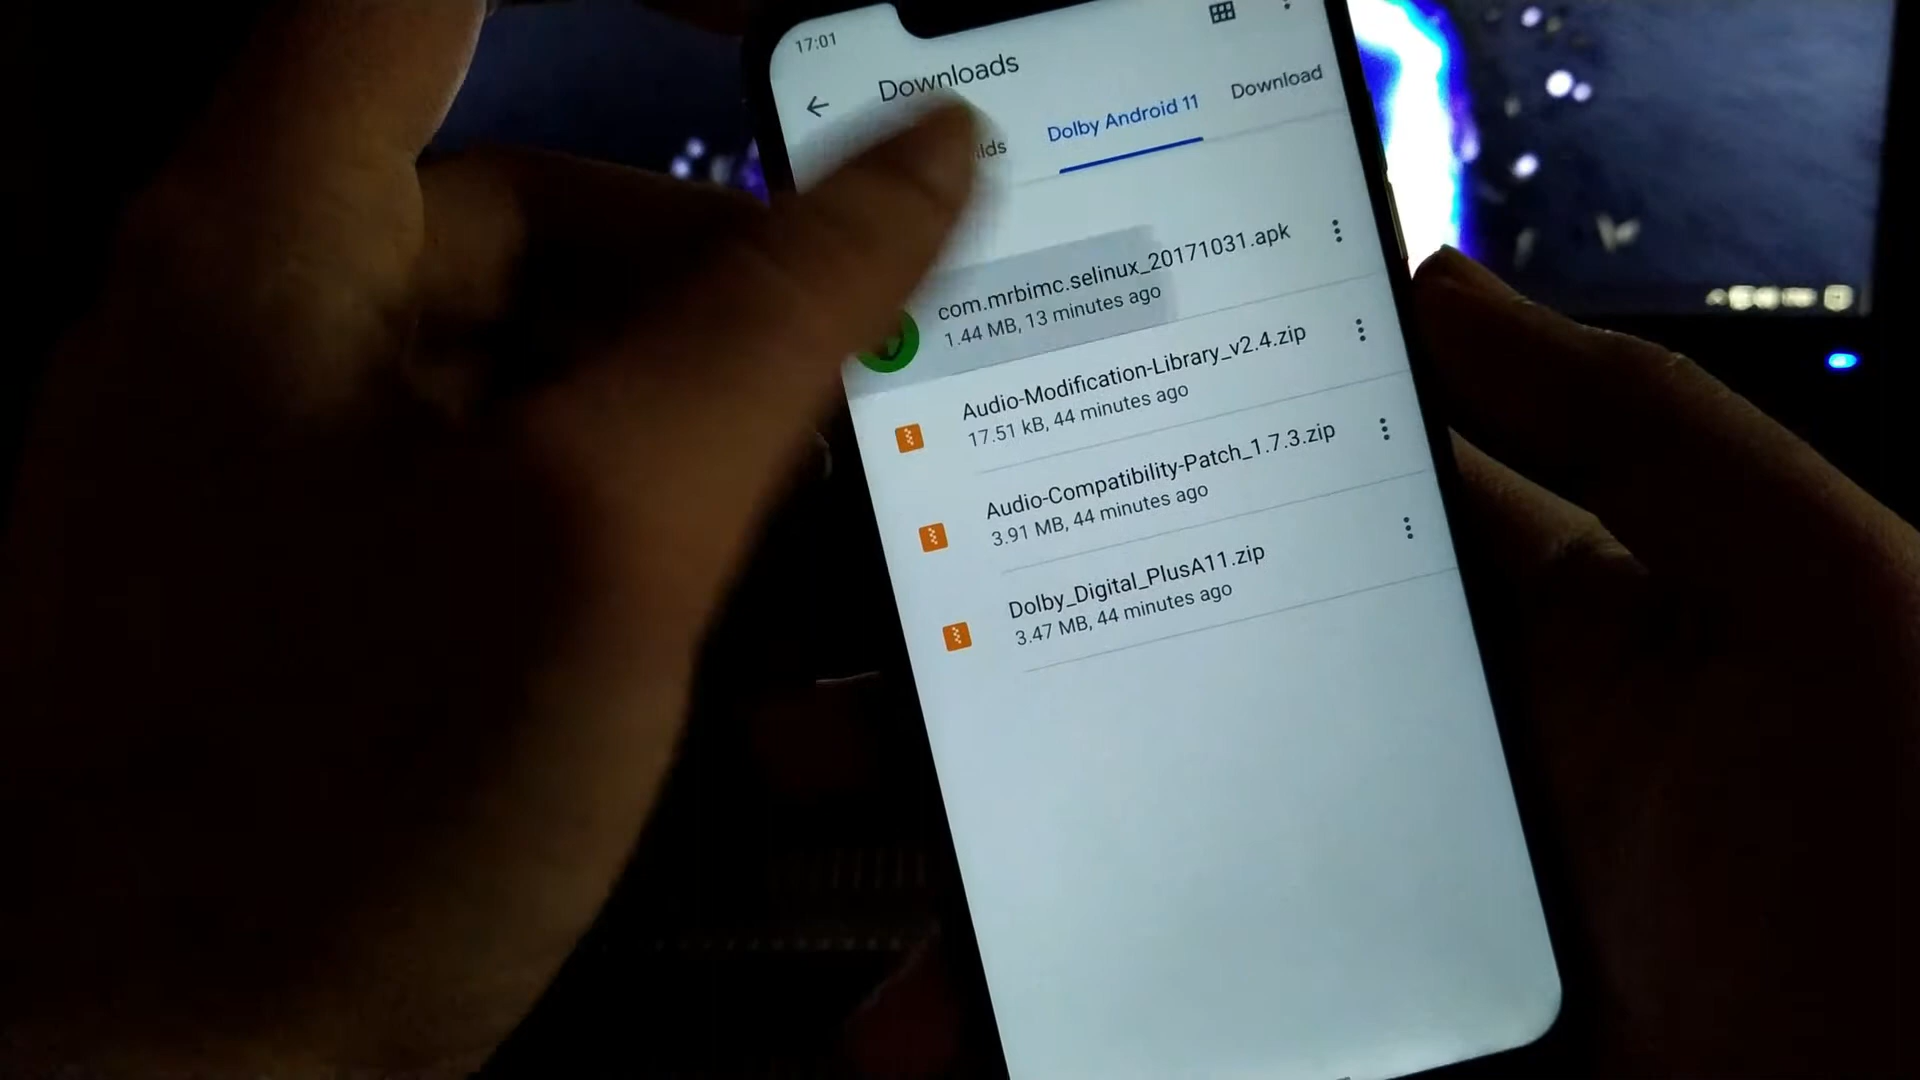 17:01
Downloads
Dolby Android 11
Download
com.mrbimc.selinux_20171031.apk
1.44 MB, 13 minutes ago
Audio-Modification-Library_v2.4.zip
17.51 kB, 44 minutes ago
Audio-Compatibility-Patch_1.7.3.zip
3.91 MB, 44 minutes ago
Dolby_Digital_PlusA11.zip
3.47 MB, 44 minutes ago